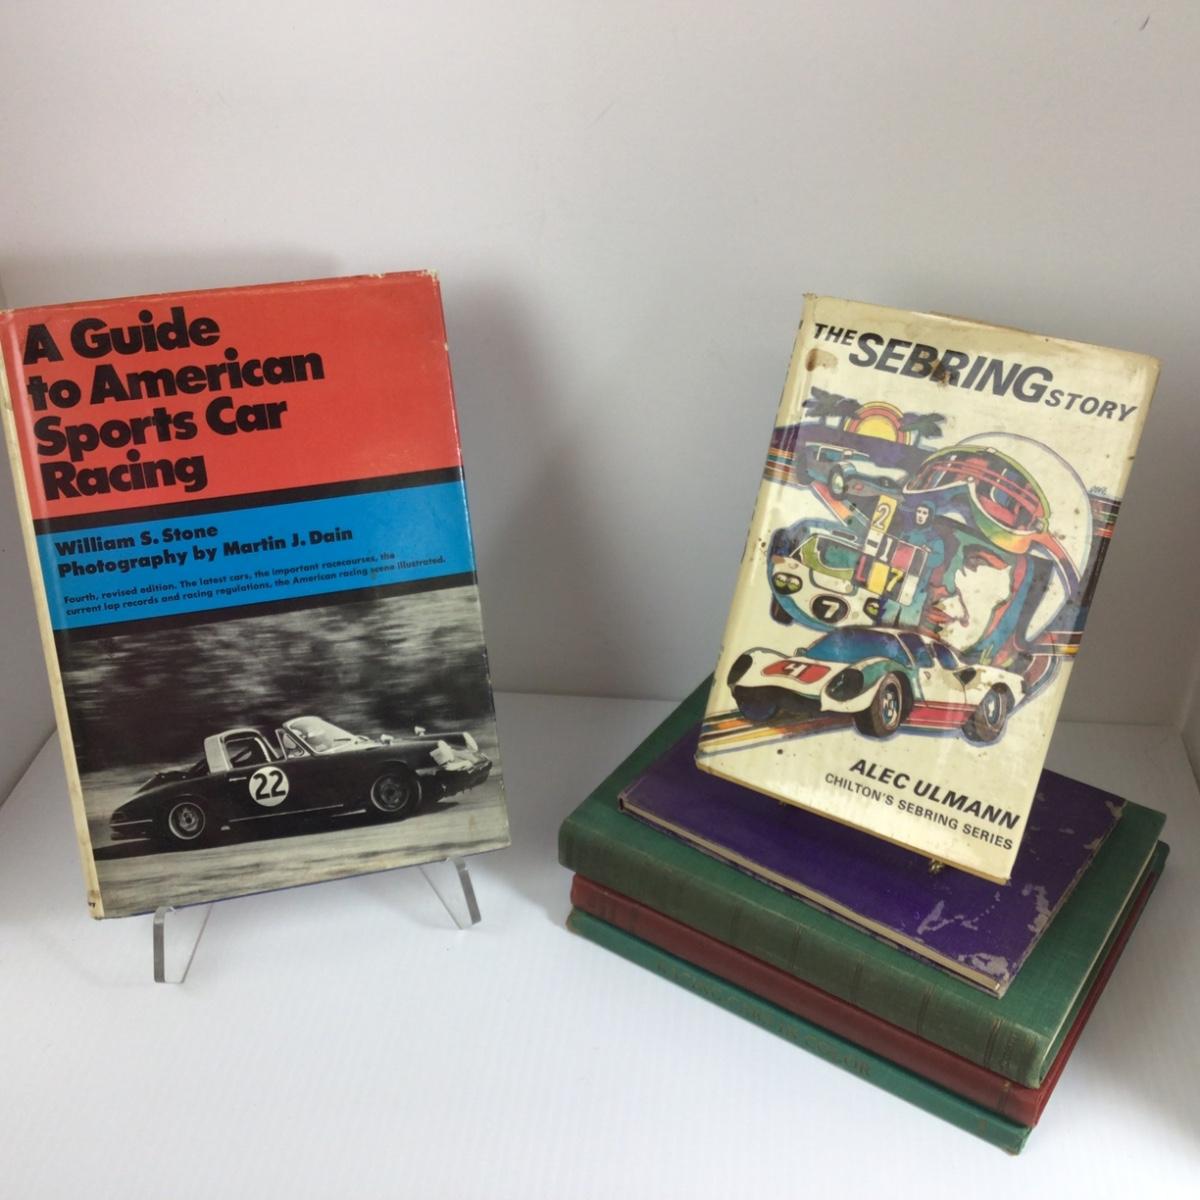 A Guide
to American
Sports Car
Racing
William S. Stone
Photography by Martin J. Dain
Fourth, revised edition. The latest cars, the important racecourses, the
current lap records and racing regulations, the American racing scene illustrated.
22
THE SEBRING STORY
2
1
7
7
4
ALEC ULMANN
CHILTON'S SEBRING SERIES
COLOR